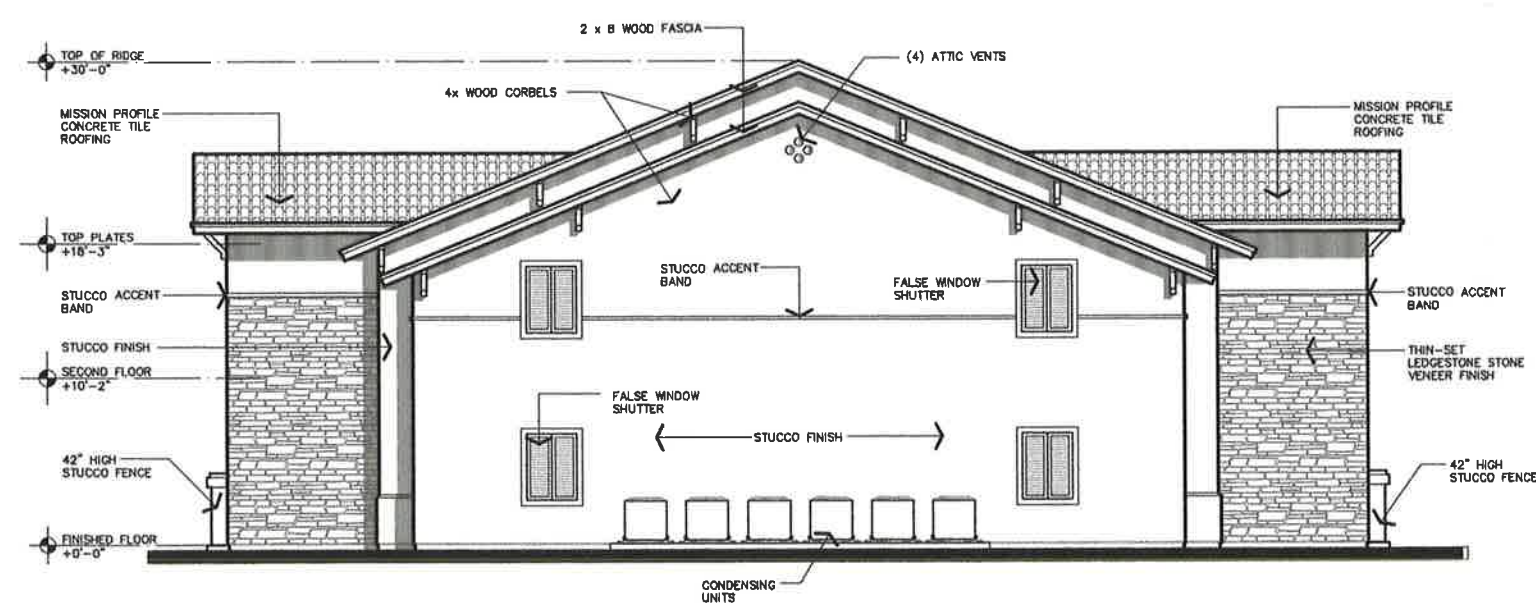 2 x 8 WOOD FASCIA
TOP OF RIDGE
+30'-0"
(4) ATTIC VENTS
4x WOOD CORBELS
MISSION PROFILE
CONCRETE TILE
ROOFING
MISSION PROFILE
CONCRETE TILE
ROOFING
TOP PLATES
+18'-3"
STUCCO ACCENT
BAND
FALSE WINDOW
SHUTTER
STUCCO ACCENT
BAND
STUCCO ACCENT
BAND
STUCCO FINISH
THIN-SET
LEDGESTONE STONE
VENEER FINISH
SECOND FLOOR
+10'-2"
FALSE WINDOW
SHUTTER
STUCCO FINISH
42" HIGH
STUCCO FENCE
42" HIGH
STUCCO FENCE
FINISHED FLOOR
+0'-0"
CONDENSING
UNITS